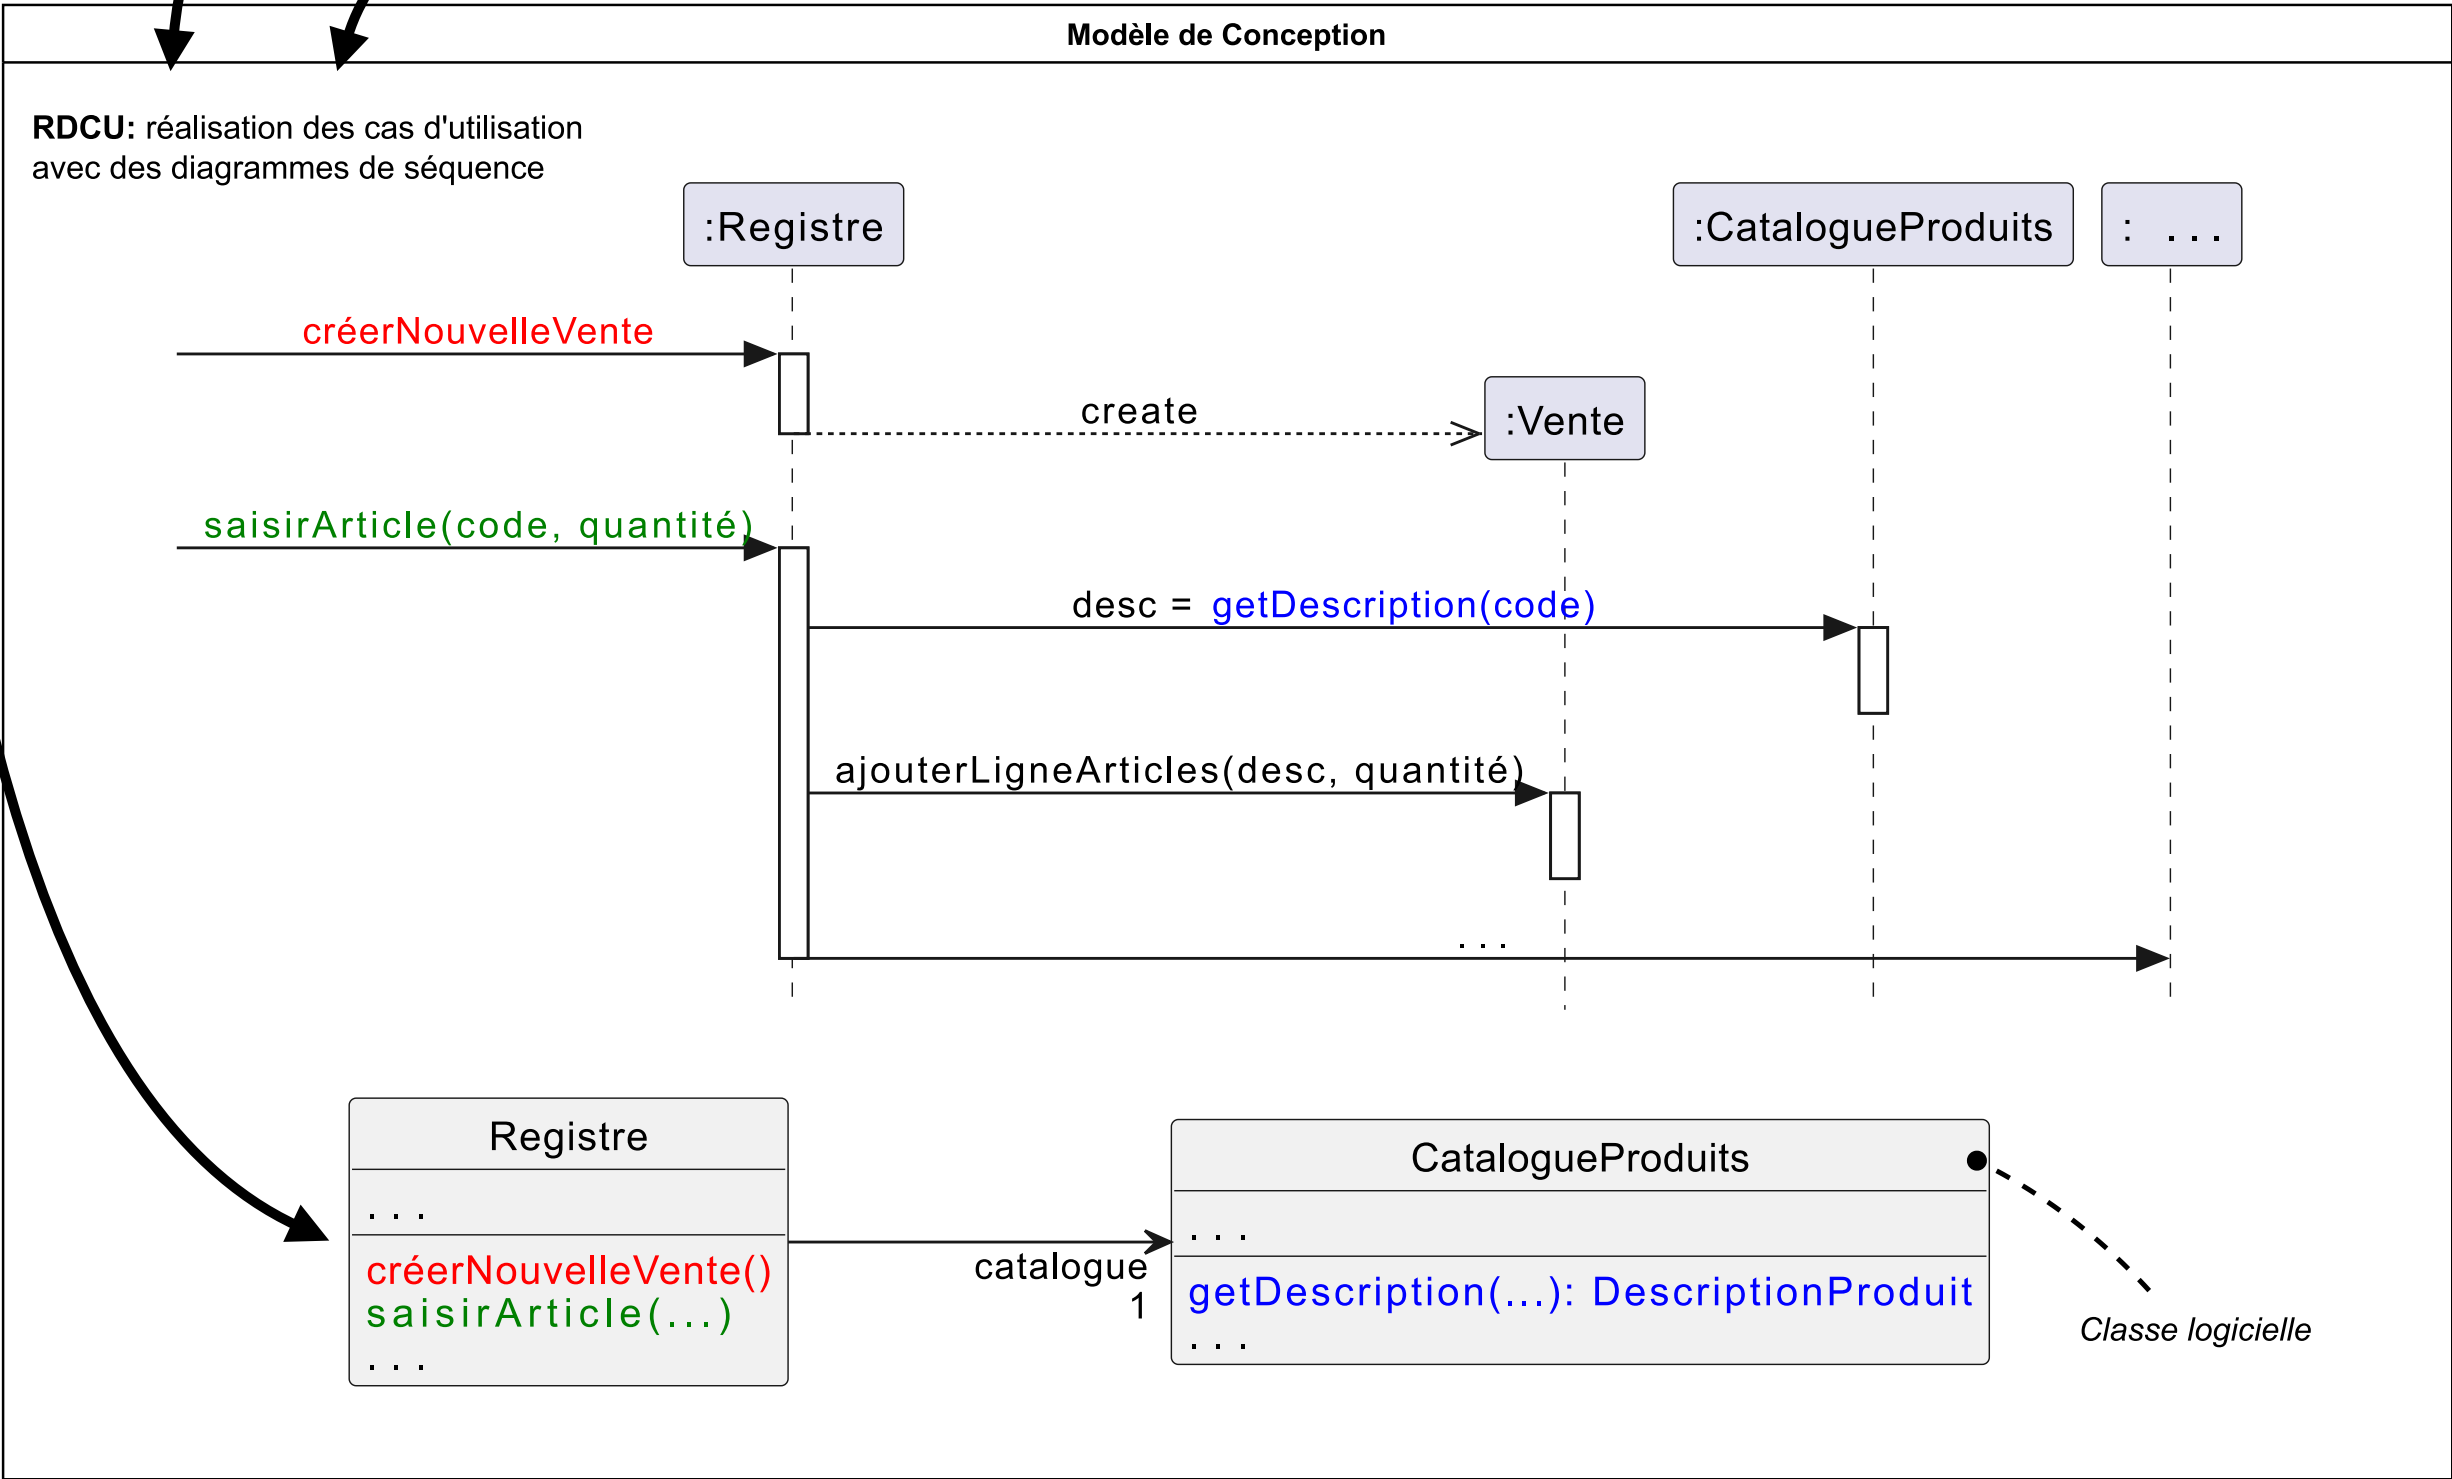 Modèle de Conception
RDCU: réalisation des cas d'utilisation
avec des diagrammes de séquence
:Registre
:CatalogueProduits
: ...
créerNouvelleVente
create
:Vente
saisirArticle(code, quantité)
desc = getDescription(code)
ajouterLigneArticles(desc, quantité)
...
Registre
...
créerNouvelleVente()
saisirArticle(...)
...
catalogue
1
CatalogueProduits
...
getDescription(...): DescriptionProduit
...
Classe logicielle